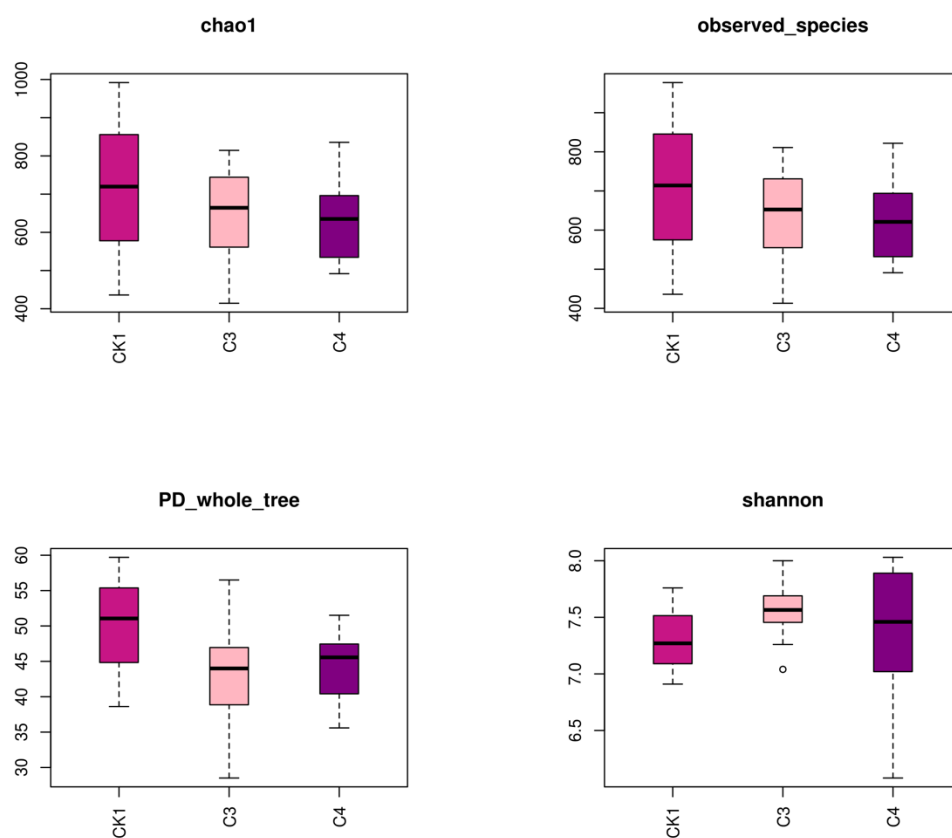 chao1
1000
800
600
400
CK1
C3
C4
observed_species
800
600
400
CK1
C3
C4
PD_whole_tree
60
55
50
45
40
35
30
CK1
C3
C4
shannon
8.0
7.5
7.0
6.5
CK1
C3
C4